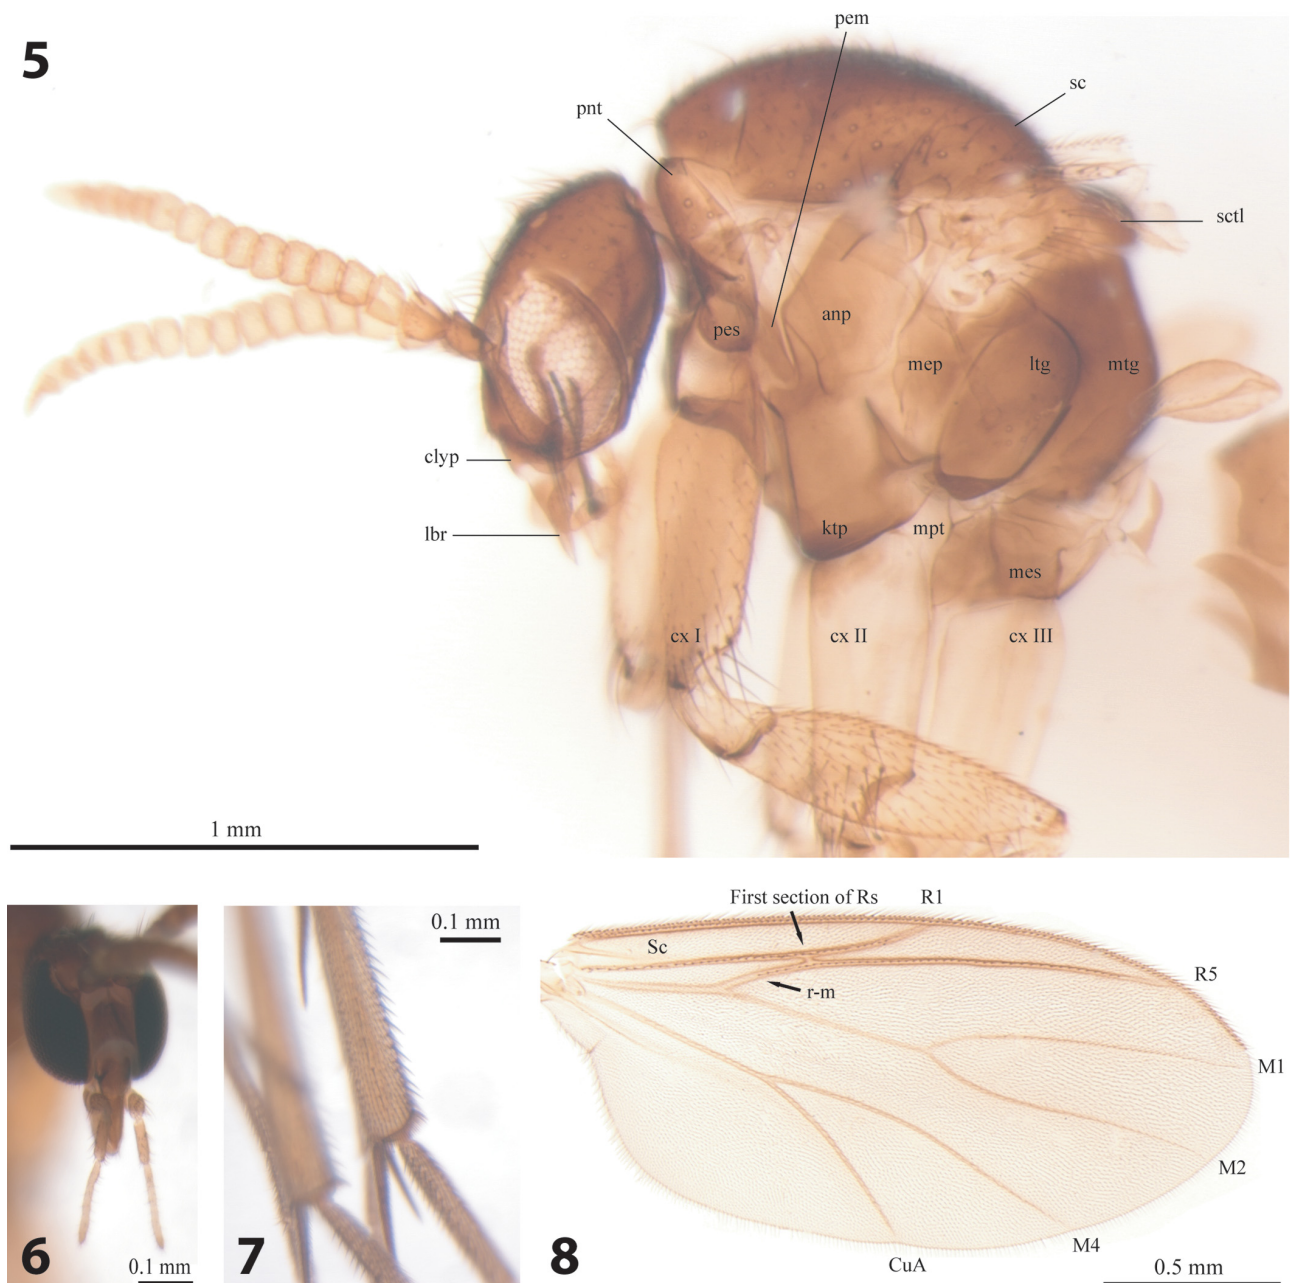 5
pem
sc
pnt
sctl
pes
anp
mep
ltg
mtg
clyp
lbr
ktp
mpt
mes
cx I
cx II
cx III
1 mm
6
0.1 mm
7
0.1 mm
8
First section of Rs
R1
Sc
r-m
R5
M1
M2
M4
CuA
0.5 mm